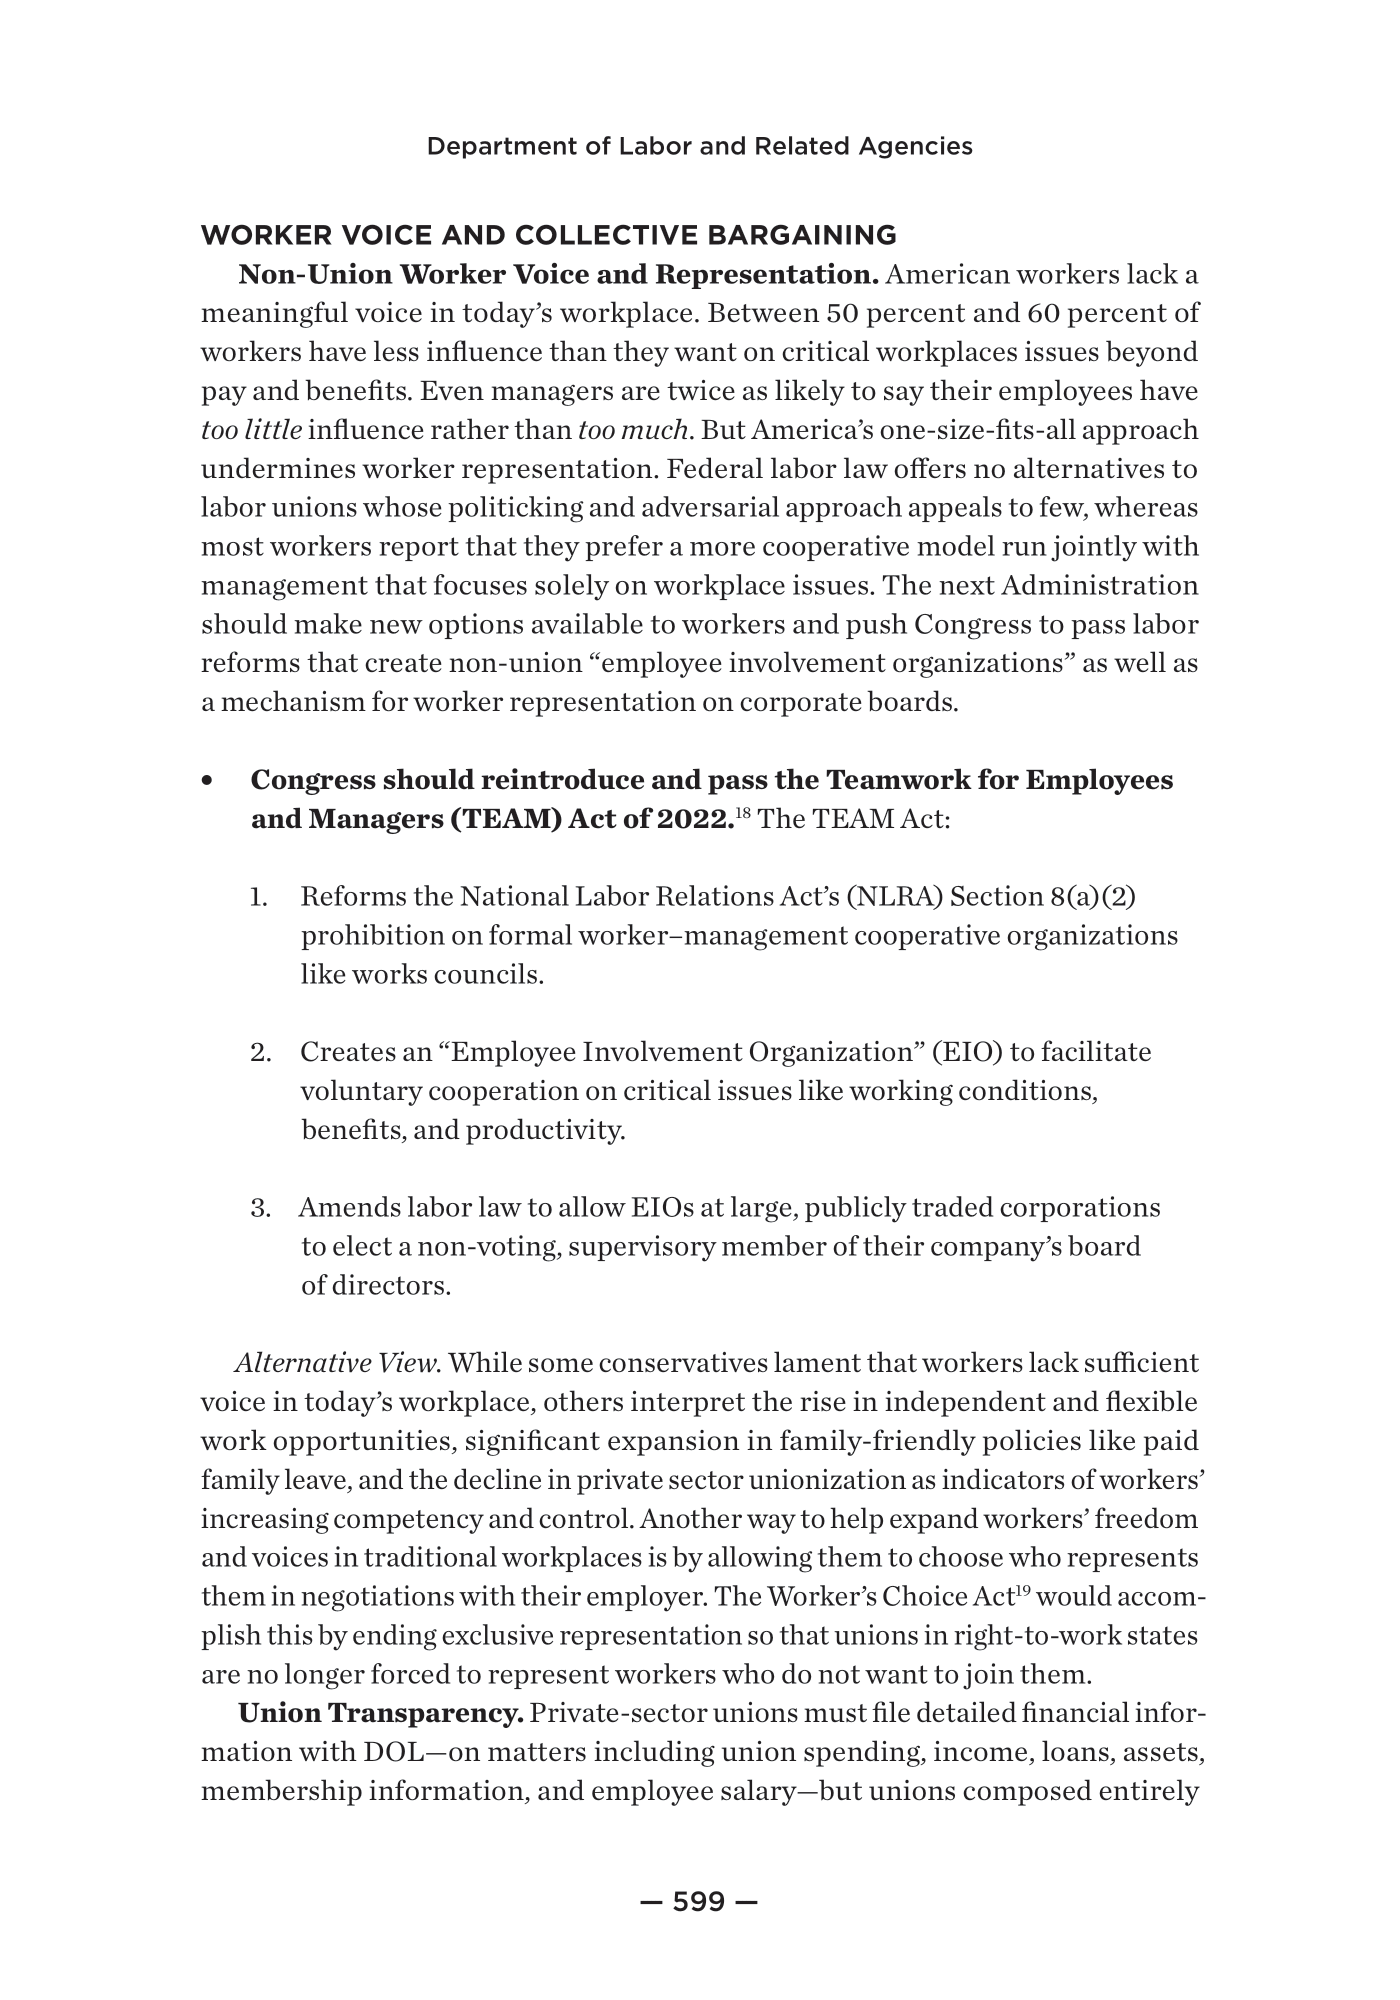 Department of Labor and Related Agencies
WORKER VOICE AND COLLECTIVE BARGAINING
Non-Union Worker Voice and Representation. American workers lack a
meaningful voice in today’s workplace. Between 50 percent and 60 percent of
workers have less influence than they want on critical workplaces issues beyond
pay and benefits. Even managers are twice as likely to say their employees have
too little influence rather than too much. But America’s one-size-fits-all approach
undermines worker representation. Federal labor law offers no alternatives to
labor unions whose politicking and adversarial approach appeals to few, whereas
most workers report that they prefer a more cooperative model run jointly with
management that focuses solely on workplace issues. The next Administration
should make new options available to workers and push Congress to pass labor
reforms that create non-union “employee involvement organizations” as well as
a mechanism for worker representation on corporate boards.
• Congress should reintroduce and pass the Teamwork for Employees
and Managers (TEAM) Act of 2022.18 The TEAM Act:
1. Reforms the National Labor Relations Act’s (NLRA) Section 8(a)(2)
prohibition on formal worker–management cooperative organizations
like works councils.
2. Creates an “Employee Involvement Organization” (EIO) to facilitate
voluntary cooperation on critical issues like working conditions,
benefits, and productivity.
3. Amends labor law to allow EIOs at large, publicly traded corporations
to elect a non-voting, supervisory member of their company’s board
of directors.
Alternative View. While some conservatives lament that workers lack sufficient
voice in today’s workplace, others interpret the rise in independent and flexible
work opportunities, significant expansion in family-friendly policies like paid
family leave, and the decline in private sector unionization as indicators of workers’
increasing competency and control. Another way to help expand workers’ freedom
and voices in traditional workplaces is by allowing them to choose who represents
them in negotiations with their employer. The Worker’s Choice Act19 would accom-
plish this by ending exclusive representation so that unions in right-to-work states
are no longer forced to represent workers who do not want to join them.
Union Transparency. Private-sector unions must file detailed financial infor-
mation with DOL—on matters including union spending, income, loans, assets,
membership information, and employee salary—but unions composed entirely
— 599 —